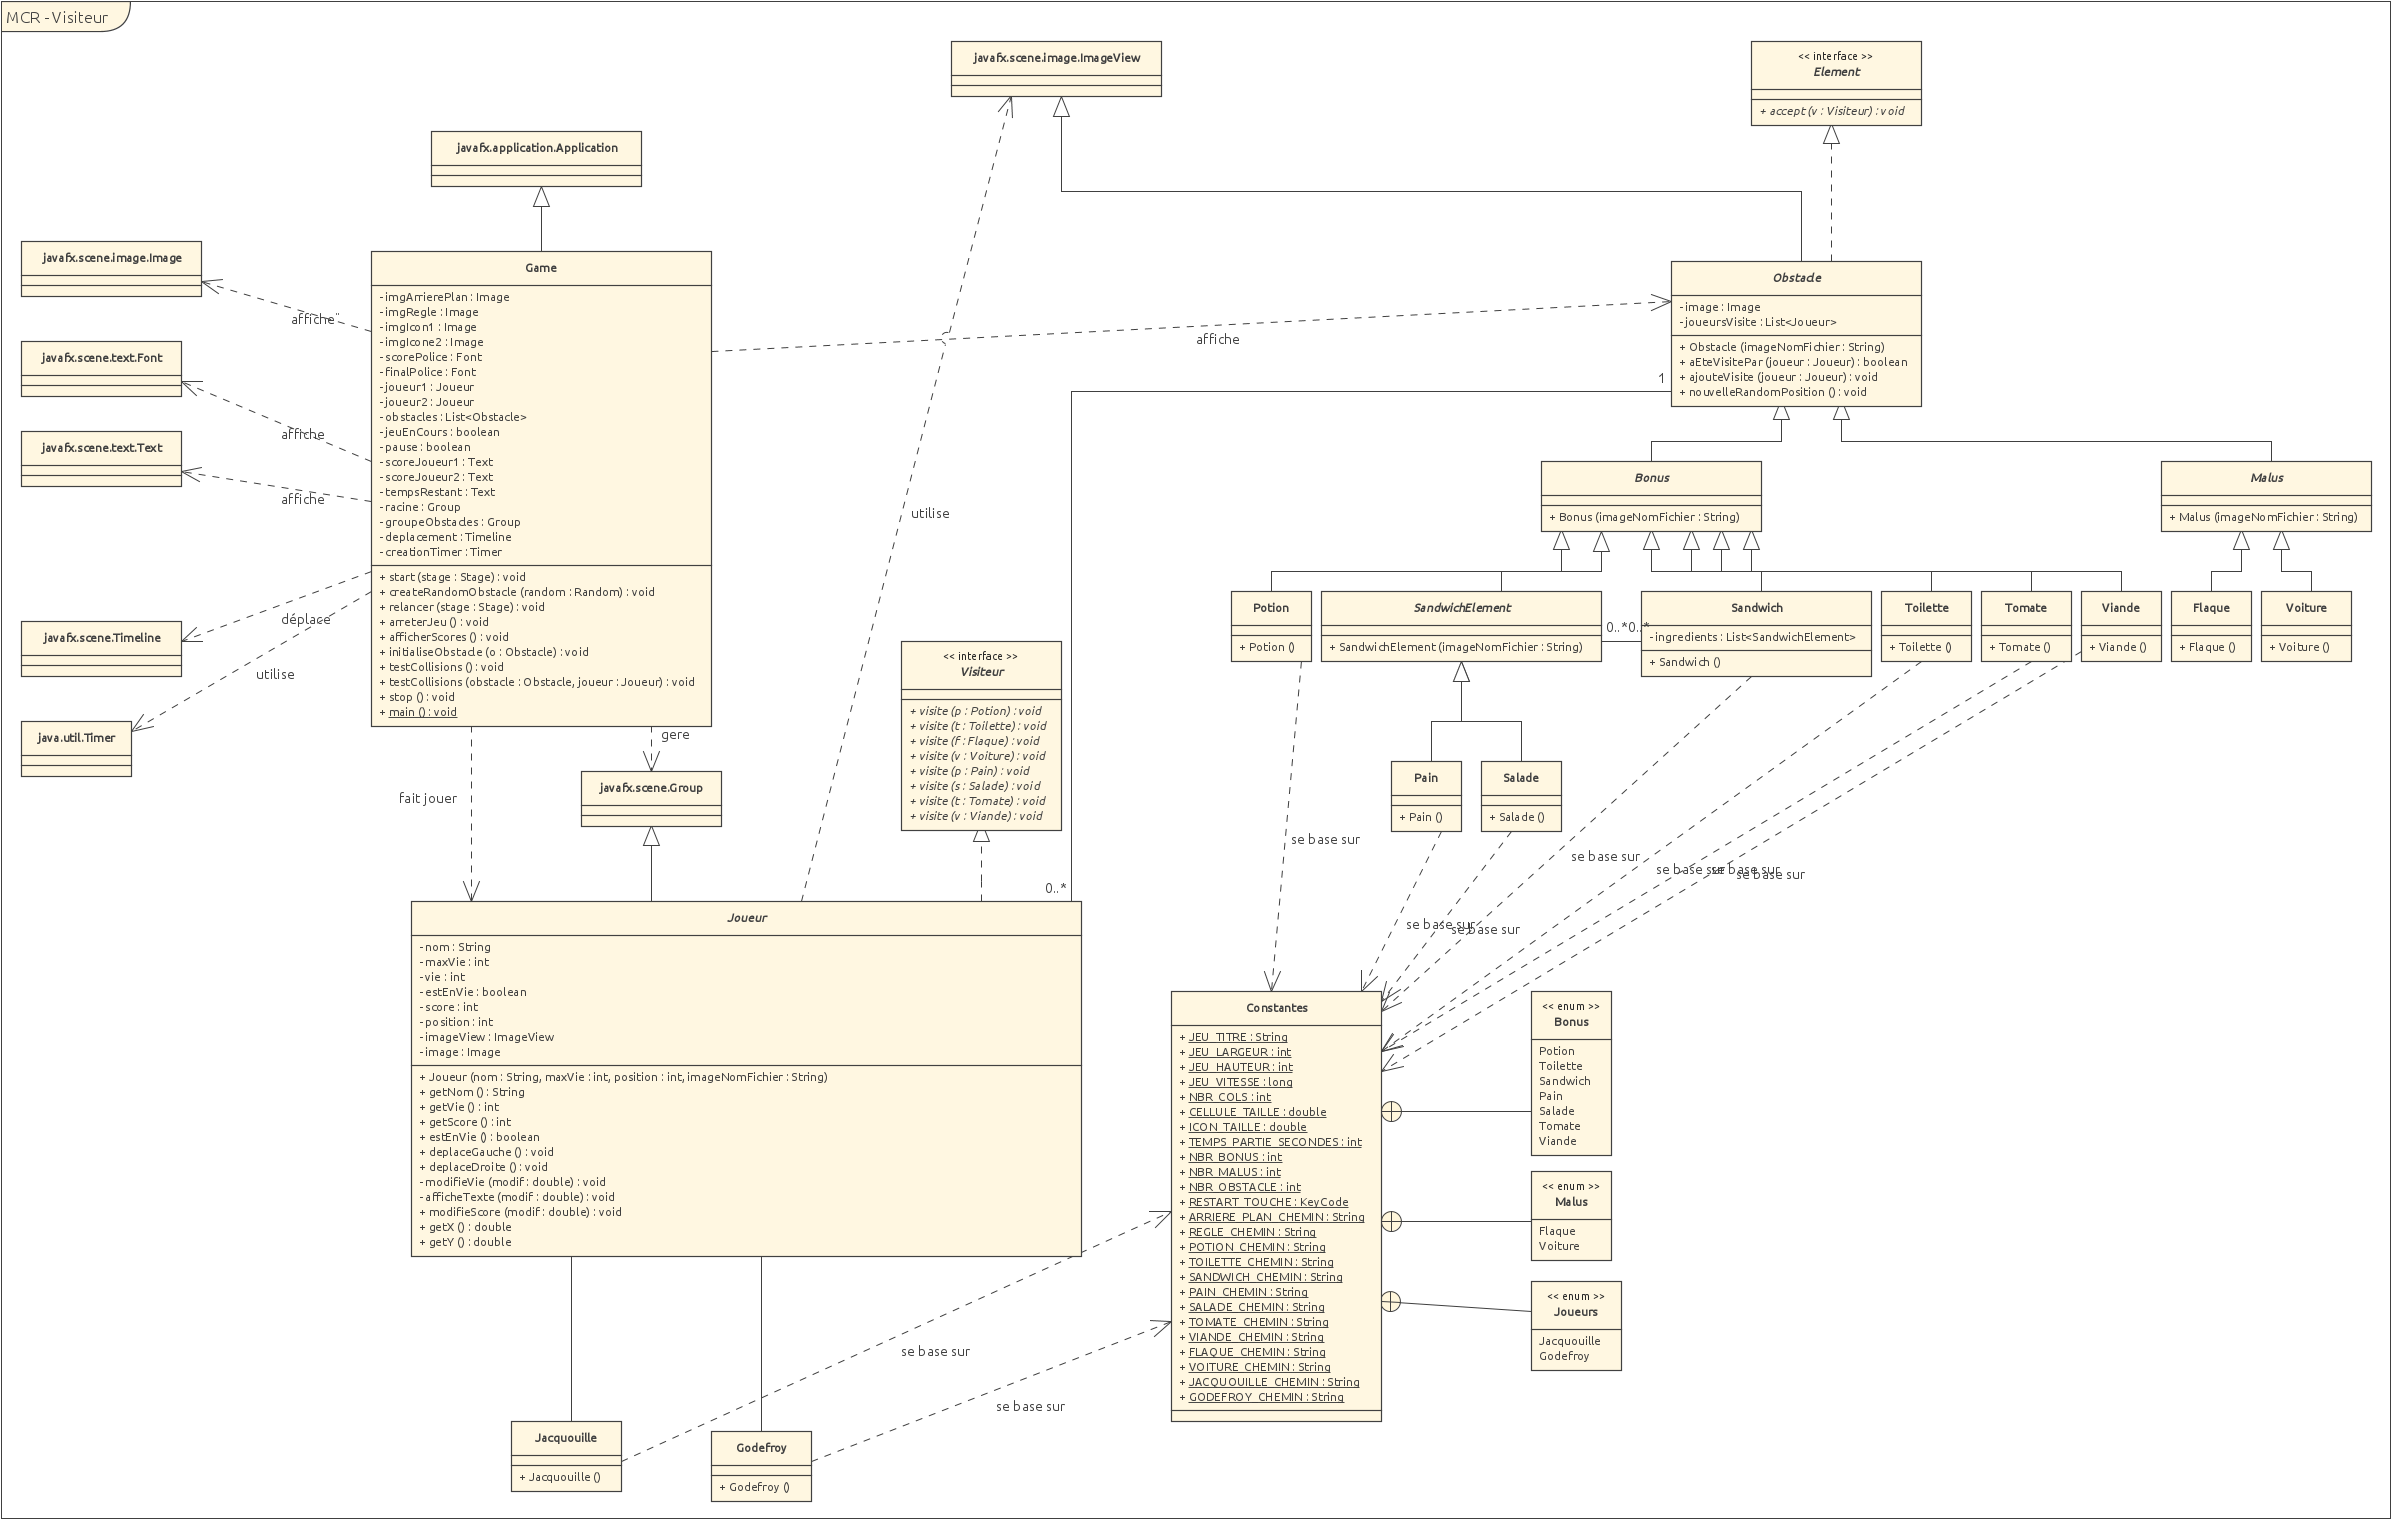 MCR - Visiteur
javafx.scene.image.ImageView
<< interface >>
Element
+ accept (v : Visiteur) : void
javafx.application.Application
javafx.scene.image.Image
javafx.scene.text.Font
javafx.scene.text.Text
javafx.scene.Timeline
java.util.Timer
affiche"
affiche
affiche
déplace
utilise
Game
- imgArrierePlan : Image
- imgRegle : Image
- imgIcon1 : Image
- imgIcone2 : Image
- scorePolice : Font
- finalPolice : Font
- joueur1 : Joueur
- joueur2 : Joueur
- obstacles : List<Obstacle>
- jeuEnCours : boolean
- pause : boolean
- scoreJoueur1 : Text
- scoreJoueur2 : Text
- tempsRestant : Text
- racine : Group
- groupeObstacles : Group
- deplacement : Timeline
- creationTimer : Timer
+ start (stage : Stage) : void
+ createRandomObstacle (random : Random) : void
+ relancer (stage : Stage) : void
+ arreterJeu () : void
+ afficherScores () : void
+ initialiseObstacle (o : Obstacle) : void
+ testCollisions () : void
+ testCollisions (obstacle : Obstacle, joueur : Joueur) : void
+ stop () : void
+ main () : void
affiche
utilise
Obstacle
- image : Image
- joueursVisite : List<Joueur>
+ Obstacle (imageNomFichier : String)
+ aEteVisitePar (joueur : Joueur) : boolean
+ ajouteVisite (joueur : Joueur) : void
+ nouvelleRandomPosition () : void
1
Bonus
+ Bonus (imageNomFichier : String)
Malus
+ Malus (imageNomFichier : String)
Potion
+ Potion ()
SandwichElement
+ SandwichElement (imageNomFichier : String)
0..*
0..*
Sandwich
- ingredients : List<SandwichElement>
+ Sandwich ()
Toilette
+ Toilette ()
Tomate
+ Tomate ()
Viande
+ Viande ()
Flaque
+ Flaque ()
Voiture
+ Voiture ()
<< interface >>
Visiteur
+ visite (p : Potion) : void
+ visite (t : Toilette) : void
+ visite (f : Flaque) : void
+ visite (v : Voiture) : void
+ visite (p : Pain) : void
+ visite (s : Salade) : void
+ visite (t : Tomate) : void
+ visite (v : Viande) : void
gere
javafx.scene.Group
fait jouer
Pain
+ Pain ()
Salade
+ Salade ()
se base sur
se base sur
se base sur
se base sur
se base sur
se base sur
se base sur
0..*
Joueur
- nom : String
- maxVie : int
- vie : int
- estEnVie : boolean
- score : int
- position : int
- imageView : ImageView
- image : Image
+ Joueur (nom : String, maxVie : int, position : int, imageNomFichier : String)
+ getNom () : String
+ getVie () : int
+ getScore () : int
+ estEnVie () : boolean
+ deplaceGauche () : void
+ deplaceDroite () : void
- modifieVie (modif : double) : void
- afficheTexte (modif : double) : void
+ modifieScore (modif : double) : void
+ getX () : double
+ getY () : double
Constantes
+ JEU_TITRE : String
+ JEU_LARGEUR : int
+ JEU_HAUTEUR : int
+ JEU_VITESSE : long
+ NBR_COLS : int
+ CELLULE_TAILLE : double
+ ICON_TAILLE : double
+ TEMPS_PARTIE_SECONDES : int
+ NBR_BONUS : int
+ NBR_MALUS : int
+ NBR_OBSTACLE : int
+ RESTART_TOUCHE : KeyCode
+ ARRIERE_PLAN_CHEMIN : String
+ REGLE_CHEMIN : String
+ POTION_CHEMIN : String
+ TOILETTE_CHEMIN : String
+ SANDWICH_CHEMIN : String
+ PAIN_CHEMIN : String
+ SALADE_CHEMIN : String
+ TOMATE_CHEMIN : String
+ VIANDE_CHEMIN : String
+ FLAQUE_CHEMIN : String
+ VOITURE_CHEMIN : String
+ JACQUOUILLE_CHEMIN : String
+ GODEFROY_CHEMIN : String
<< enum >>
Bonus
Potion
Toilette
Sandwich
Pain
Salade
Tomate
Viande
<< enum >>
Malus
Flaque
Voiture
<< enum >>
Joueurs
Jacquouille
Godefroy
se base sur
se base sur
Jacquouille
+ Jacquouille ()
Godefroy
+ Godefroy ()